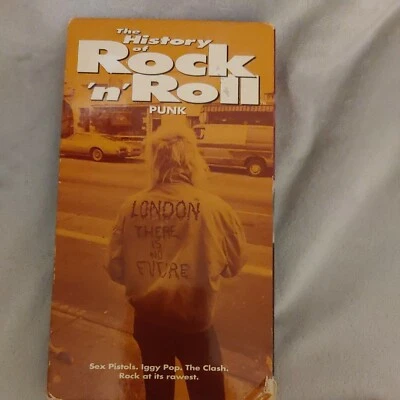 The
History
of
Rock
'n' Roll
PUNK
LONDON
THERE
IS
NO
FUTURE
Sex Pistols. Iggy Pop. The Clash.
Rock at its rawest.